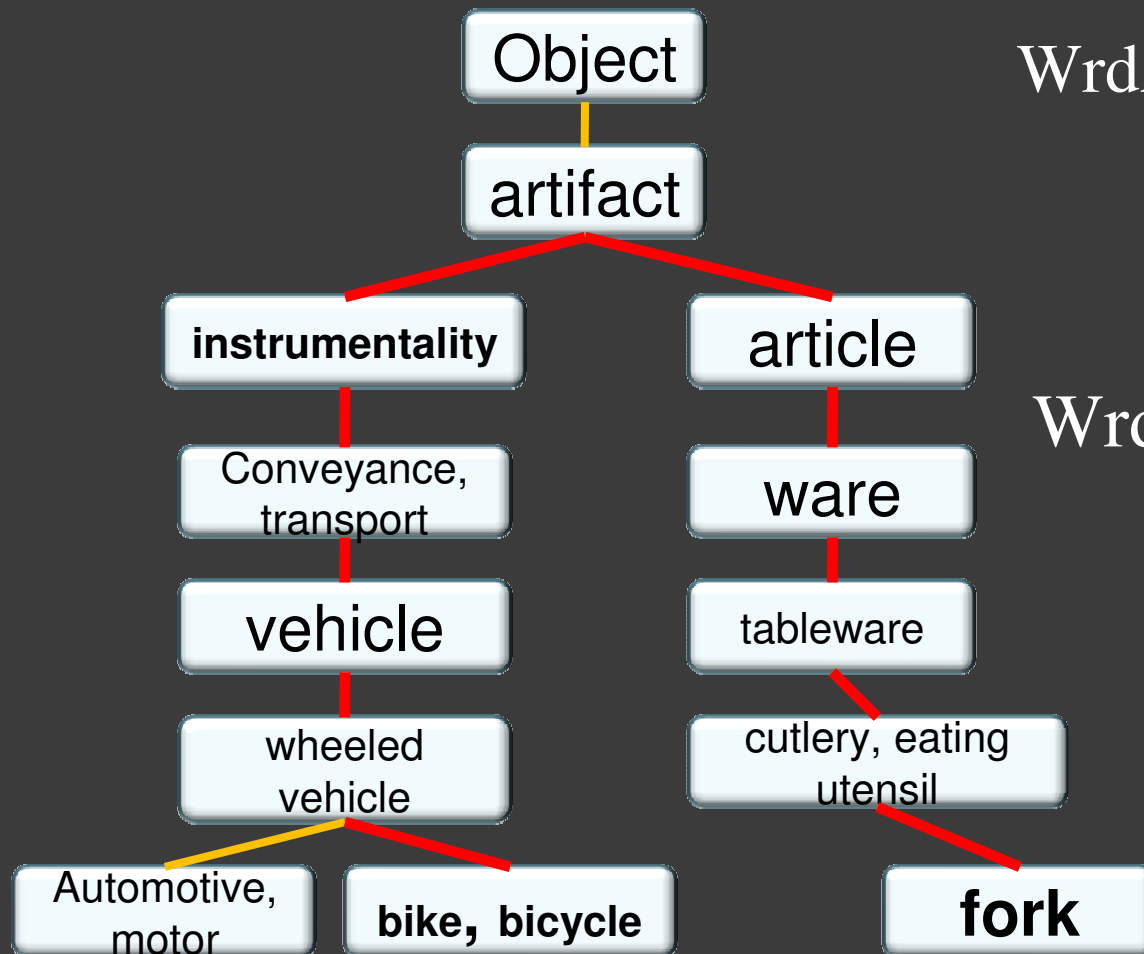 Object
artifact
instrumentality
article
Conveyance,
transport
ware
vehicle
tableware
wheeled
vehicle
cutlery, eating
utensil
Automotive,
motor
bike, bicycle
fork